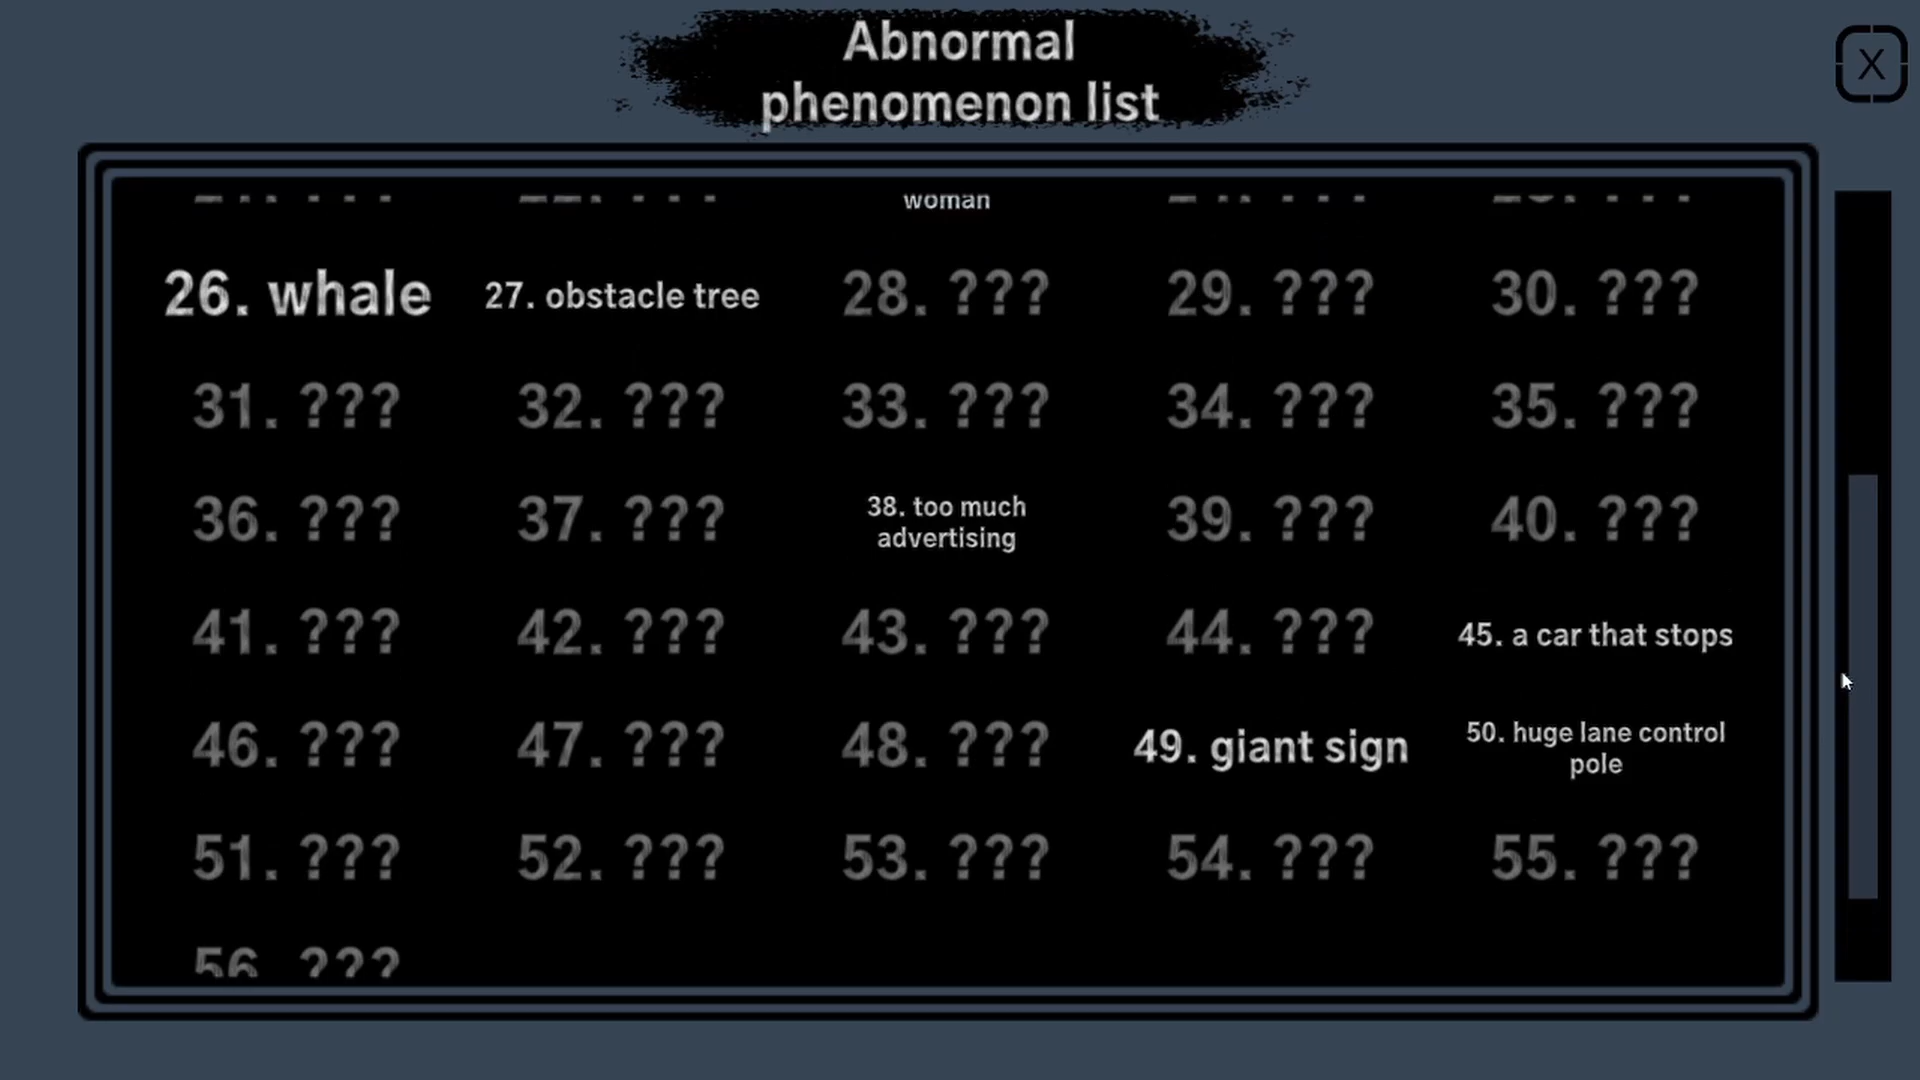 Abnormal
phenomenon list
X
woman
26. whale 27. obstacle tree 28. ??? 29. ??? 30. ???
31. ??? 32. ??? 33. ??? 34. ??? 35. ???
36. ??? 37. ??? 38. too much
advertising 39. ??? 40. ???
41. ??? 42. ??? 43. ??? 44. ??? 45. a car that stops
46. ??? 47. ??? 48. ??? 49. giant sign 50. huge lane control
pole
51. ??? 52. ??? 53. ??? 54. ??? 55. ???
56. ???